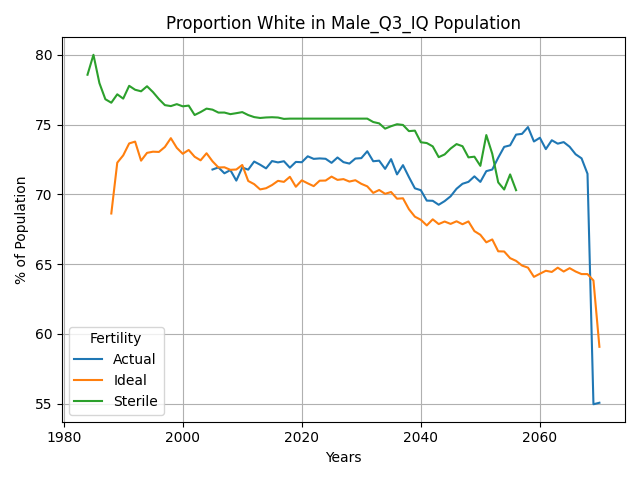 Proportion White in Male_Q3_IQ Population
% of Population
80
75
70
65
60
55
Fertility
Actual
Ideal
Sterile
1980
2000
2020
2040
2060
Years